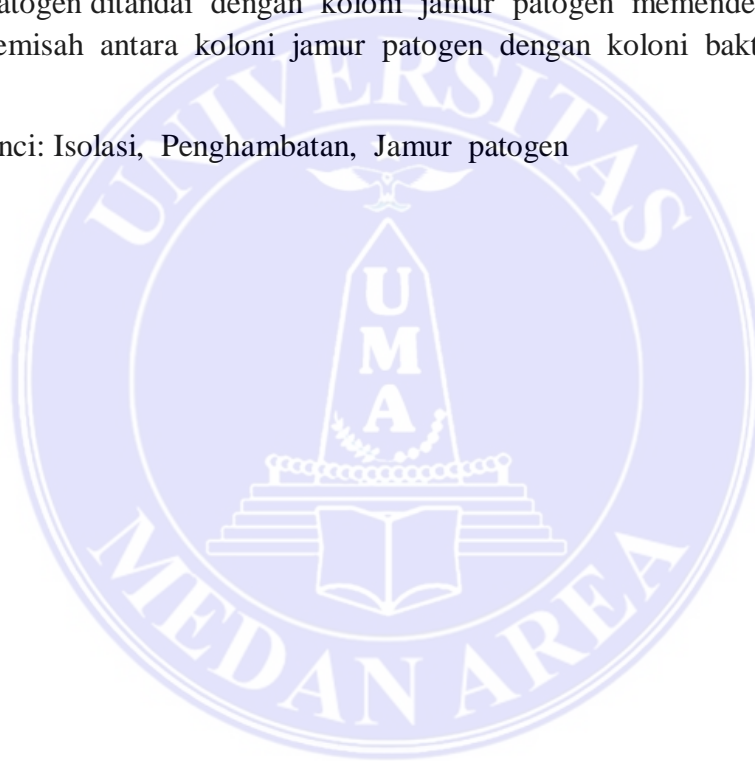 atogen ditandai dengan koloni jamur patogen memende
emisah antara koloni jamur patogen dengan koloni bakt
nci: Isolasi, Penghambatan, Jamur patogen
UNIVERSITAS
UMA
MEDAN AREA